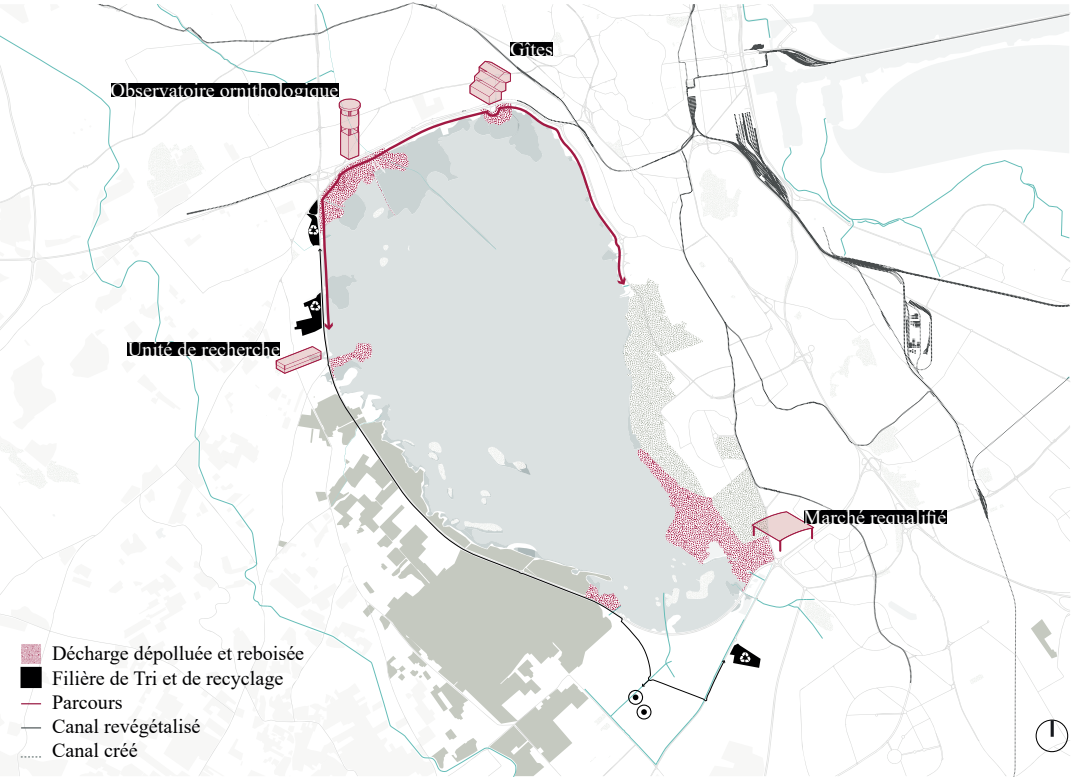 Gîtes
Observatoire ornithologique
Unité de recherche
Marché requalifié
Décharge dépolluée et reboisée
Filière de Tri et de recyclage
Parcours
Canal revégétalisé
Canal créé